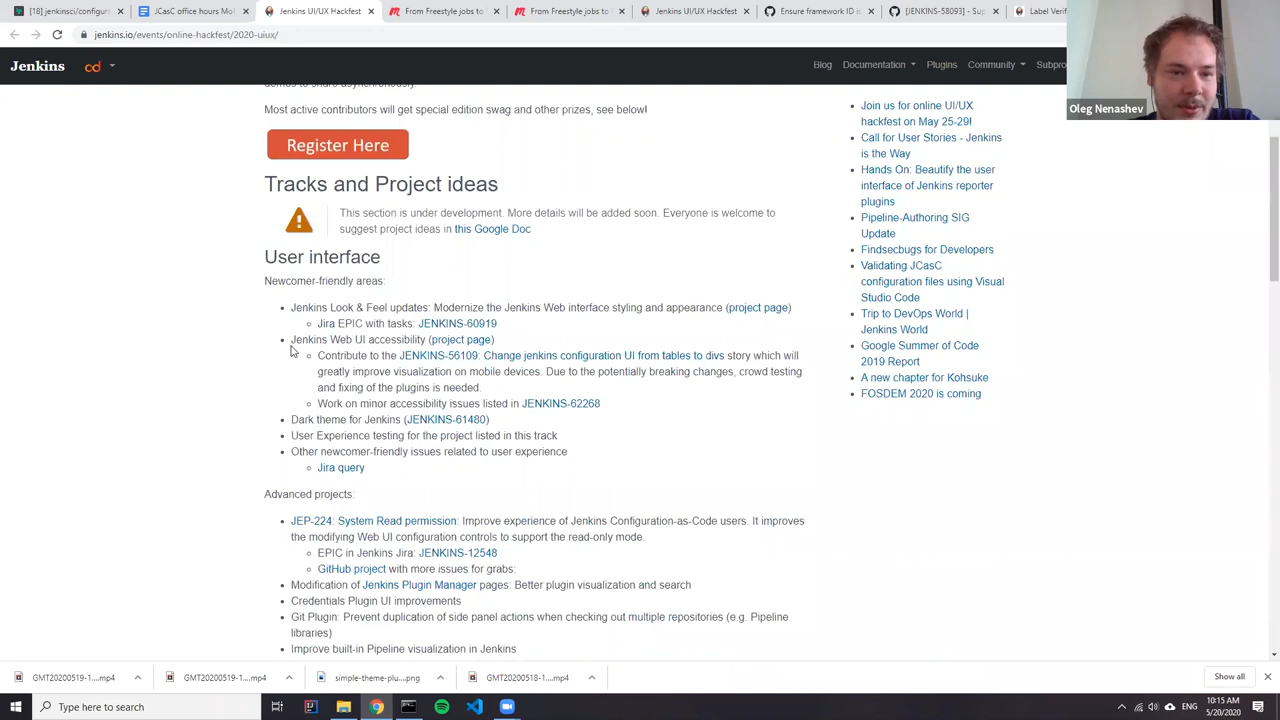 [18] jenkinsci/configure
JCasC office hours Mo
Jenkins UI/UX Hackfest
From Freestyle jobs to
From Freestyle jobs to
Jenkins UI/UX Hackfest
Ensure framework ID is
[JENKINS-58093] - Sup
Label Verif
jenkins.io/events/online-hackfest/2020-uiux/
Jenkins
cd
Blog
Documentation
Plugins
Community
Subpro
Oleg Nenashev
demos to share asynchronously.
Most active contributors will get special edition swag and other prizes, see below!
Register Here
Tracks and Project ideas
This section is under development. More details will be added soon. Everyone is welcome to
suggest project ideas in this Google Doc
User interface
Newcomer-friendly areas:
Jenkins Look & Feel updates: Modernize the Jenkins Web interface styling and appearance (project page)
Jira EPIC with tasks: JENKINS-60919
Jenkins Web UI accessibility (project page)
Contribute to the JENKINS-56109: Change jenkins configuration UI from tables to divs story which will
greatly improve visualization on mobile devices. Due to the potentially breaking changes, crowd testing
and fixing of the plugins is needed.
Work on minor accessibility issues listed in JENKINS-62268
Dark theme for Jenkins (JENKINS-61480)
User Experience testing for the project listed in this track
Other newcomer-friendly issues related to user experience
Jira query
Advanced projects:
JEP-224: System Read permission: Improve experience of Jenkins Configuration-as-Code users. It improves
the modifying Web UI configuration controls to support the read-only mode.
EPIC in Jenkins Jira: JENKINS-12548
GitHub project with more issues for grabs:
Modification of Jenkins Plugin Manager pages: Better plugin visualization and search
Credentials Plugin UI improvements
Git Plugin: Prevent duplication of side panel actions when checking out multiple repositories (e.g. Pipeline
libraries)
Improve built-in Pipeline visualization in Jenkins
Join us for online UI/UX
hackfest on May 25-29!
Call for User Stories - Jenkins
is the Way
Hands On: Beautify the user
interface of Jenkins reporter
plugins
Pipeline-Authoring SIG
Update
Findsecbugs for Developers
Validating JCasC
configuration files using Visual
Studio Code
Trip to DevOps World |
Jenkins World
Google Summer of Code
2019 Report
A new chapter for Kohsuke
FOSDEM 2020 is coming
GMT20200519-1....mp4
GMT20200519-1....mp4
simple-theme-plu....png
GMT20200518-1....mp4
Show all
Type here to search
ENG
10:15 AM
5/20/2020